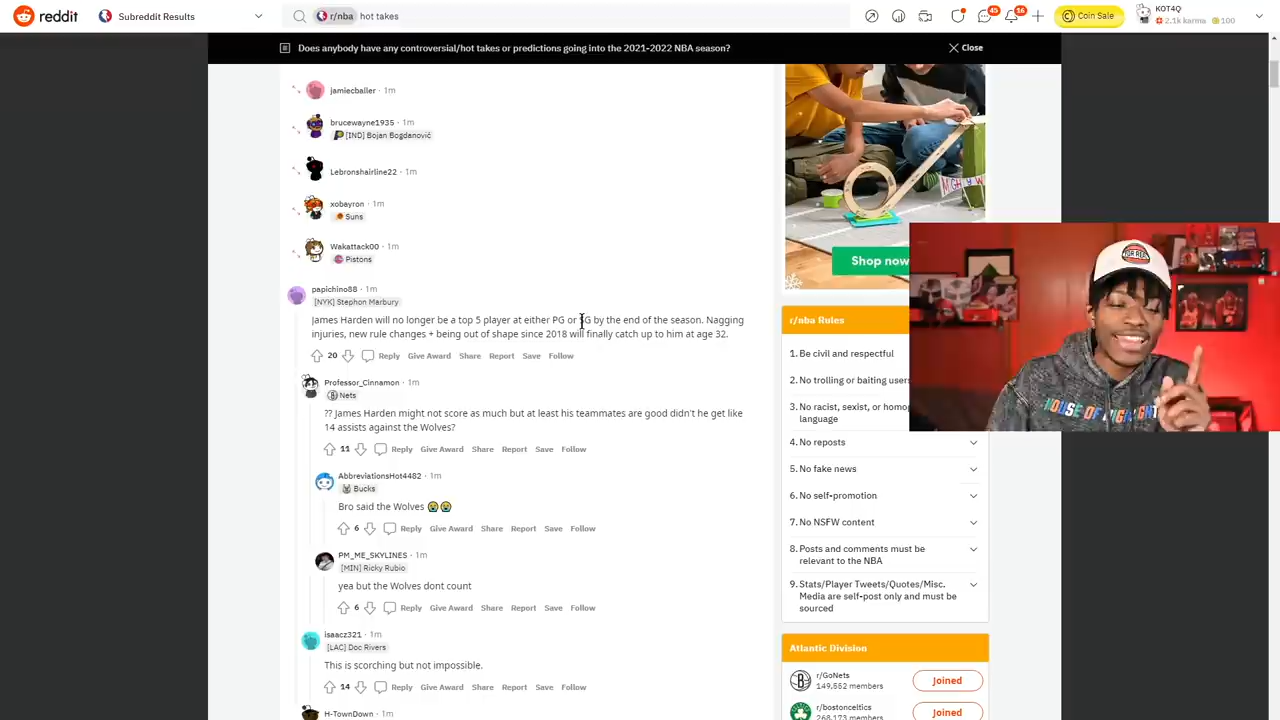 reddit
Subreddit Results
r/nba hot takes
45
16
Coin Sale
KOT4Q
2.1k karma 100
Does anybody have any controversial/hot takes or predictions going into the 2021-2022 NBA season?
Close
jamiecballer · 1m
brucewayne1935 · 1m
[IND] Bojan Bogdanović
Lebronshairline22 · 1m
xobayron · 1m
Suns
Wakattack00 · 1m
Pistons
papichino88 · 1m
[NYK] Stephon Marbury
James Harden will no longer be a top 5 player at either PG or SG by the end of the season. Nagging
injuries, new rule changes + being out of shape since 2018 will finally catch up to him at age 32.
20 Reply Give Award Share Report Save Follow
Professor_Cinnamon · 1m
Nets
?? James Harden might not score as much but at least his teammates are good didn't he get like
14 assists against the Wolves?
11 Reply Give Award Share Report Save Follow
AbbreviationsHot4482 · 1m
Bucks
Bro said the Wolves 😭😭
6 Reply Give Award Share Report Save Follow
PM_ME_SKYLINES · 1m
[MIN] Ricky Rubio
yea but the Wolves dont count
6 Reply Give Award Share Report Save Follow
isaacz321 · 1m
[LAC] Doc Rivers
This is scorching but not impossible.
14 Reply Give Award Share Report Save Follow
H-TownDown · 1m
Shop now
r/nba Rules
1. Be civil and respectful
2. No trolling or baiting users
3. No racist, sexist, or
language
4. No reposts
5. No fake news
6. No self-promotion
7. No NSFW content
8. Posts and comments must be
relevant to the NBA
9. Stats/Player Tweets/Quotes/Misc.
Media are self-post only and must be
sourced
Atlantic Division
r/GoNets
149,552 members
Joined
r/bostonceltics
268,173 members
Joined
HOUSE OF HIGHLIGHTS